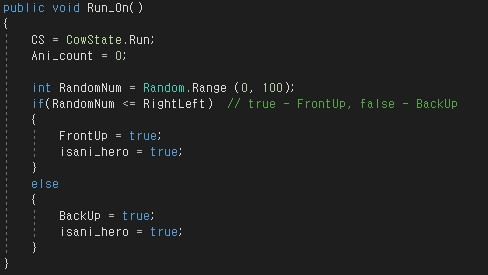 public void Run_On()
{
CS = CowState.Run;
Ani_count = 0;
int RandomNum = Random.Range (0, 100);
if(RandomNum <= RightLeft)  // true - FrontUp, false - BackUp
{
FrontUp = true;
isani_hero = true;
}
else
{
BackUp = true;
isani_hero = true;
}
}